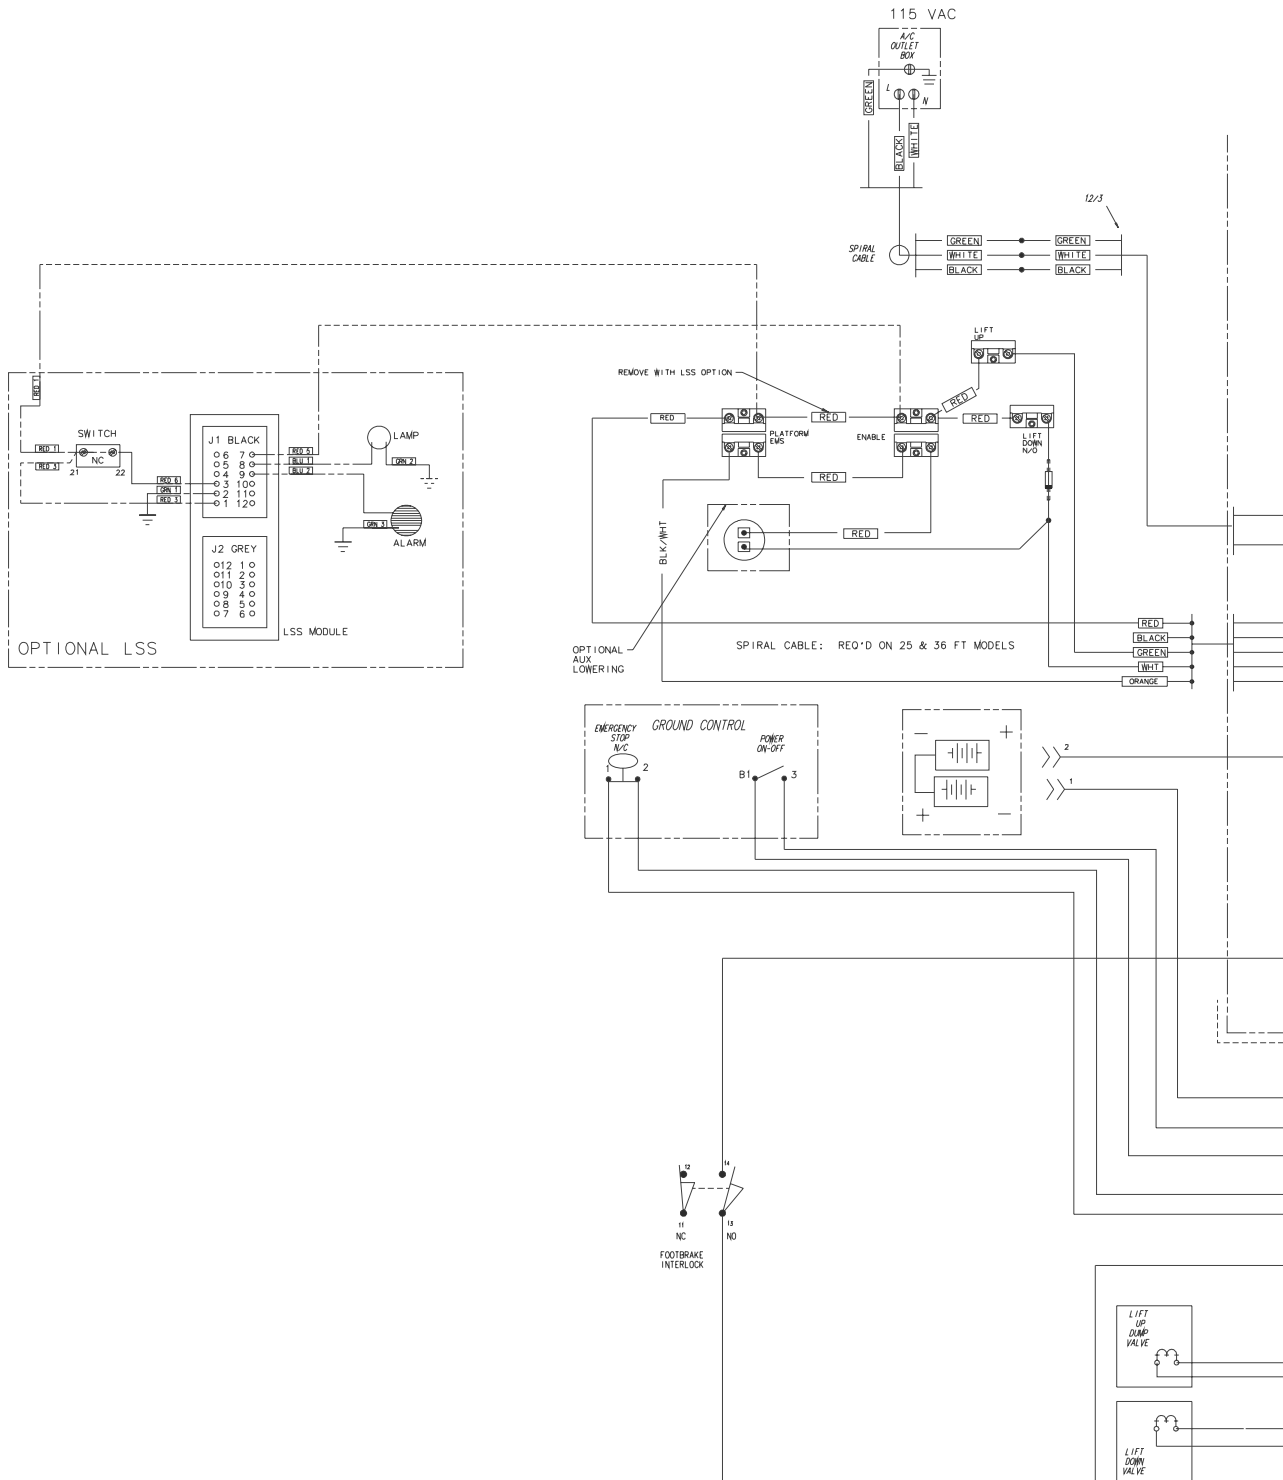 115 VAC
A/C
OUTLET
BOX
L
N
GREEN
BLACK
WHITE
12/3
SPIRAL
CABLE
GREEN
GREEN
WHITE
WHITE
BLACK
BLACK
LIFT
UP
REMOVE WITH LSS OPTION
RED
RED
RED
RED
RED 1
PLATFORM
EMS
ENABLE
LIFT
DOWN
N/O
SWITCH
RED 1
RED 3
NC
21
22
J1 BLACK
6 7
5 8
4 9
3 10
2 11
1 12
RED 5
BLU 1
BLU 2
LAMP
GRN 2
RED 6
GRN 1
RED 3
GRN 3
ALARM
RED
RED
BLK/WHT
J2 GREY
12 1
11 2
10 3
9 4
8 5
7 6
LSS MODULE
OPTIONAL LSS
OPTIONAL
AUX
LOWERING
SPIRAL CABLE: REQ'D ON 25 & 36 FT MODELS
RED
BLACK
GREEN
WHT
ORANGE
EMERGENCY
STOP
N/C
GROUND CONTROL
POWER
ON-OFF
1
2
B1
3
2
1
12
14
11
NC
13
NO
FOOTBRAKE
INTERLOCK
LIFT
UP
DUMP
VALVE
LIFT
DOWN
VALVE